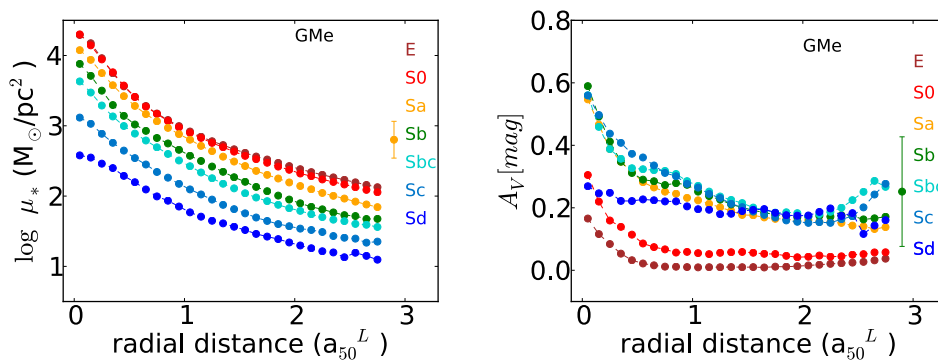 log μ* (M⊙/pc²)
4
3
2
1
GMe
E
S0
Sa
Sb
Sbc
Sc
Sd
0 1 2 3
radial distance (a₅₀ᴸ)
A_V [mag]
0.8
0.6
0.4
0.2
0.0
GMe
E
S0
Sa
Sb
Sbc
Sc
Sd
0 1 2 3
radial distance (a₅₀ᴸ)